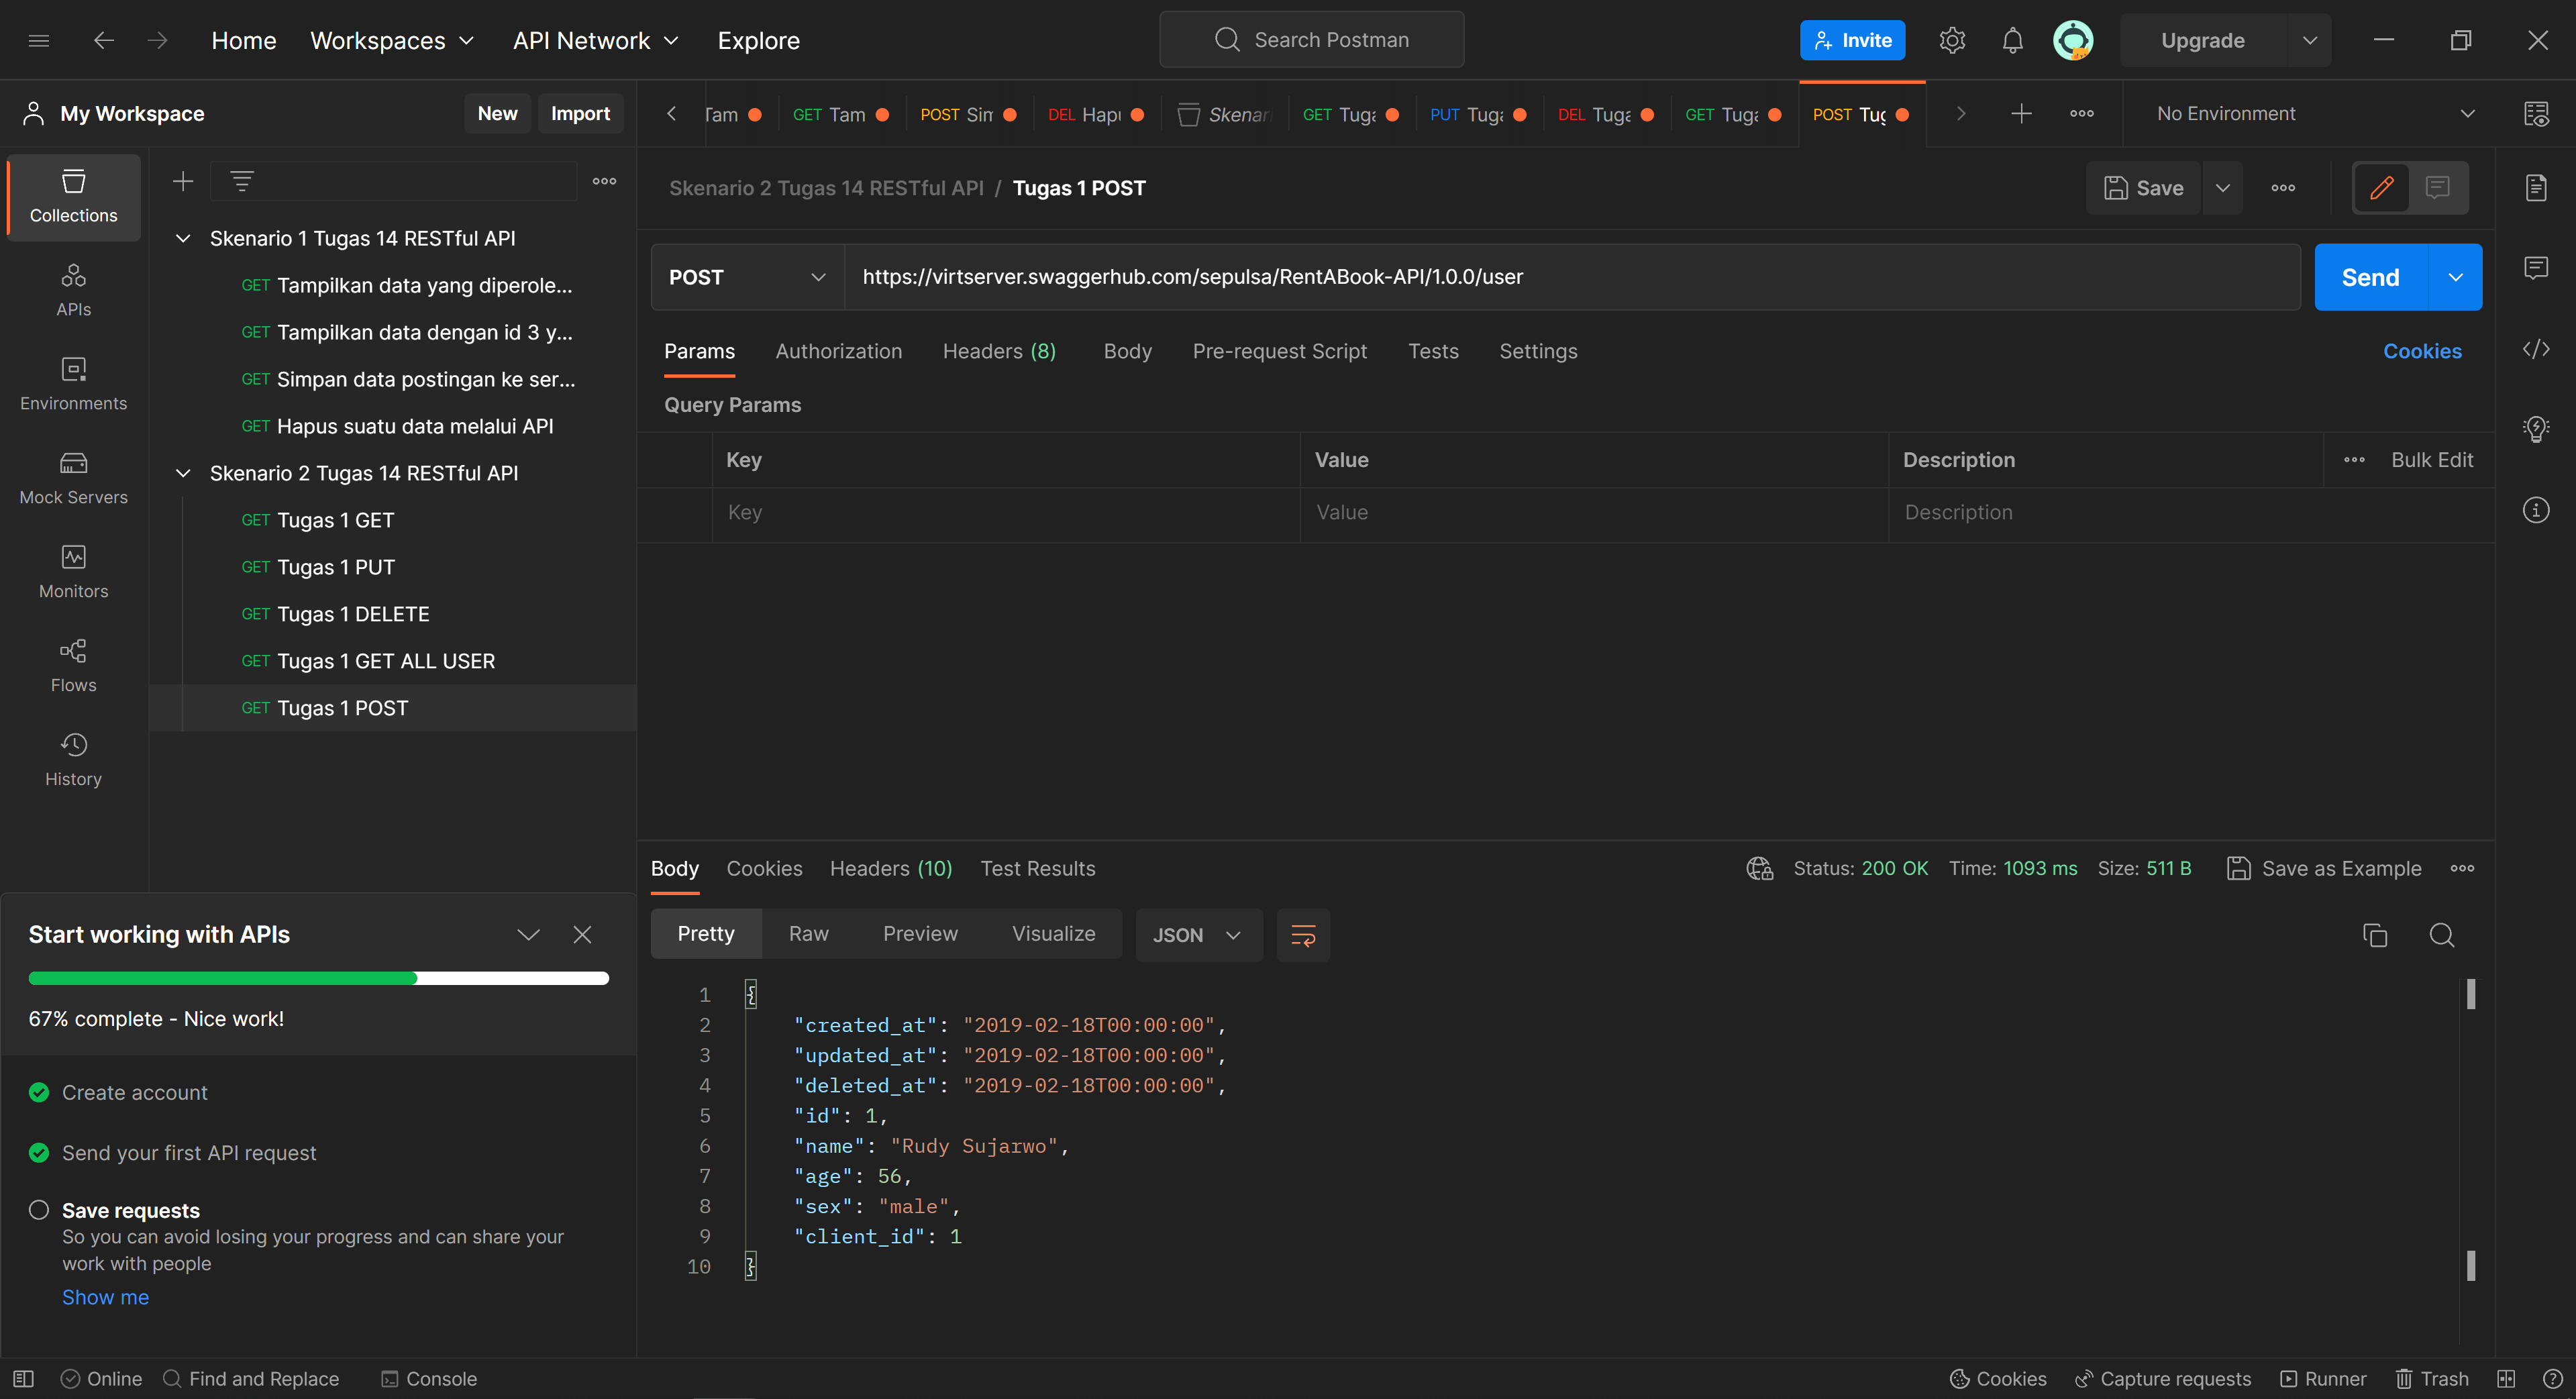 Home Workspaces API Network Explore Search Postman Invite Upgrade
My Workspace New Import Tam GET Tam POST Sim DEL Hapu Skenar GET Tuga PUT Tuga DEL Tuga GET Tuga POST Tug No Environment
Collections
APIs
Environments
Mock Servers
Monitors
Flows
History
Skenario 1 Tugas 14 RESTful API
GET Tampilkan data yang diperole...
GET Tampilkan data dengan id 3 y...
GET Simpan data postingan ke ser...
GET Hapus suatu data melalui API
Skenario 2 Tugas 14 RESTful API
GET Tugas 1 GET
GET Tugas 1 PUT
GET Tugas 1 DELETE
GET Tugas 1 GET ALL USER
GET Tugas 1 POST
Start working with APIs
67% complete - Nice work!
Create account
Send your first API request
Save requests
So you can avoid losing your progress and can share your
work with people
Show me
Skenario 2 Tugas 14 RESTful API / Tugas 1 POST Save
POST https://virtserver.swaggerhub.com/sepulsa/RentABook-API/1.0.0/user Send
Params Authorization Headers (8) Body Pre-request Script Tests Settings Cookies
Query Params
Key Value Description Bulk Edit
Key Value Description
Body Cookies Headers (10) Test Results Status: 200 OK Time: 1093 ms Size: 511 B Save as Example
Pretty Raw Preview Visualize JSON
1 {
2 "created_at": "2019-02-18T00:00:00",
3 "updated_at": "2019-02-18T00:00:00",
4 "deleted_at": "2019-02-18T00:00:00",
5 "id": 1,
6 "name": "Rudy Sujarwo",
7 "age": 56,
8 "sex": "male",
9 "client_id": 1
10 }
Online Find and Replace Console Cookies Capture requests Runner Trash